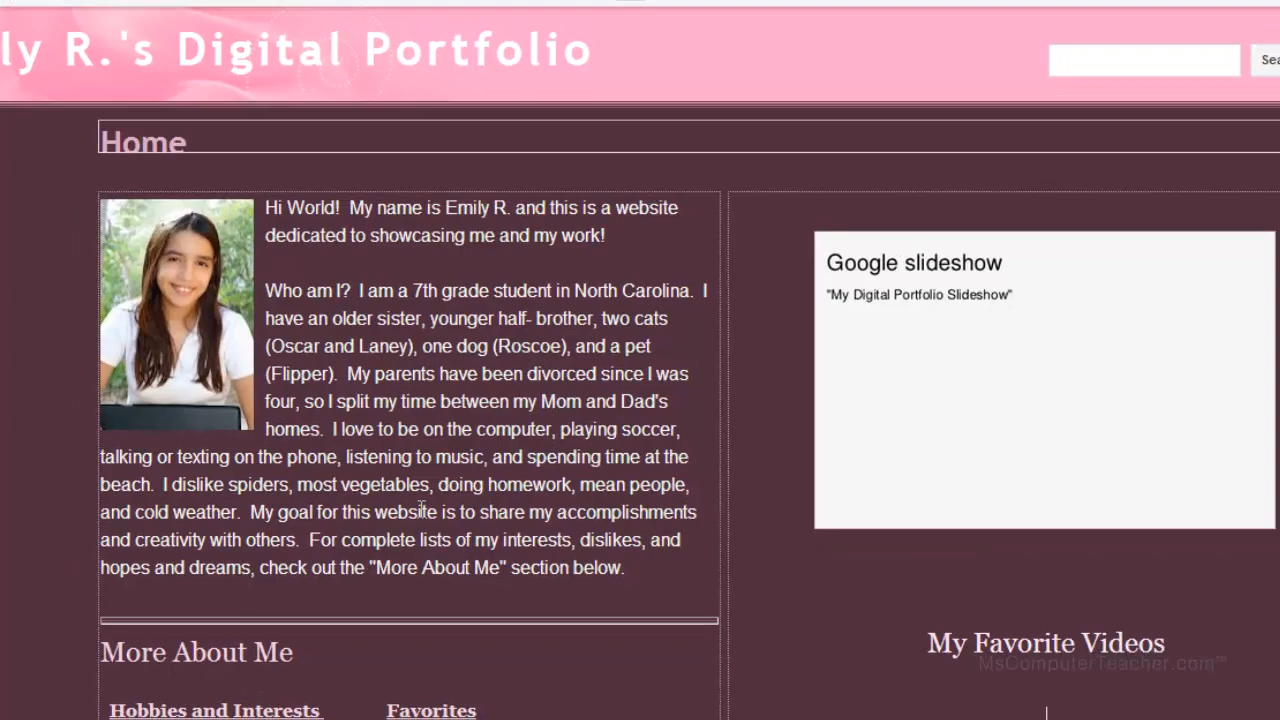 ly R.'s Digital Portfolio
Sea
Home
Hi World!  My name is Emily R. and this is a website
dedicated to showcasing me and my work!
Who am I?  I am a 7th grade student in North Carolina.  I
have an older sister, younger half- brother, two cats
(Oscar and Laney), one dog (Roscoe), and a pet
(Flipper).  My parents have been divorced since I was
four, so I split my time between my Mom and Dad's
homes.  I love to be on the computer, playing soccer,
talking or texting on the phone, listening to music, and spending time at the
beach.  I dislike spiders, most vegetables, doing homework, mean people,
and cold weather.  My goal for this website is to share my accomplishments
and creativity with others.  For complete lists of my interests, dislikes, and
hopes and dreams, check out the "More About Me" section below.
Google slideshow
"My Digital Portfolio Slideshow"
More About Me
Hobbies and Interests
Favorites
My Favorite Videos
MsComputerTeacher.com™